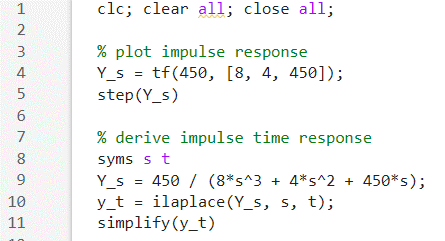 1 clc; clear all; close all;
2
3 % plot impulse response
4 Y_s = tf(450, [8, 4, 450]);
5 step(Y_s)
6
7 % derive impulse time response
8 syms s t
9 Y_s = 450 / (8*s^3 + 4*s^2 + 450*s);
10 y_t = ilaplace(Y_s, s, t);
11 simplify(y_t)